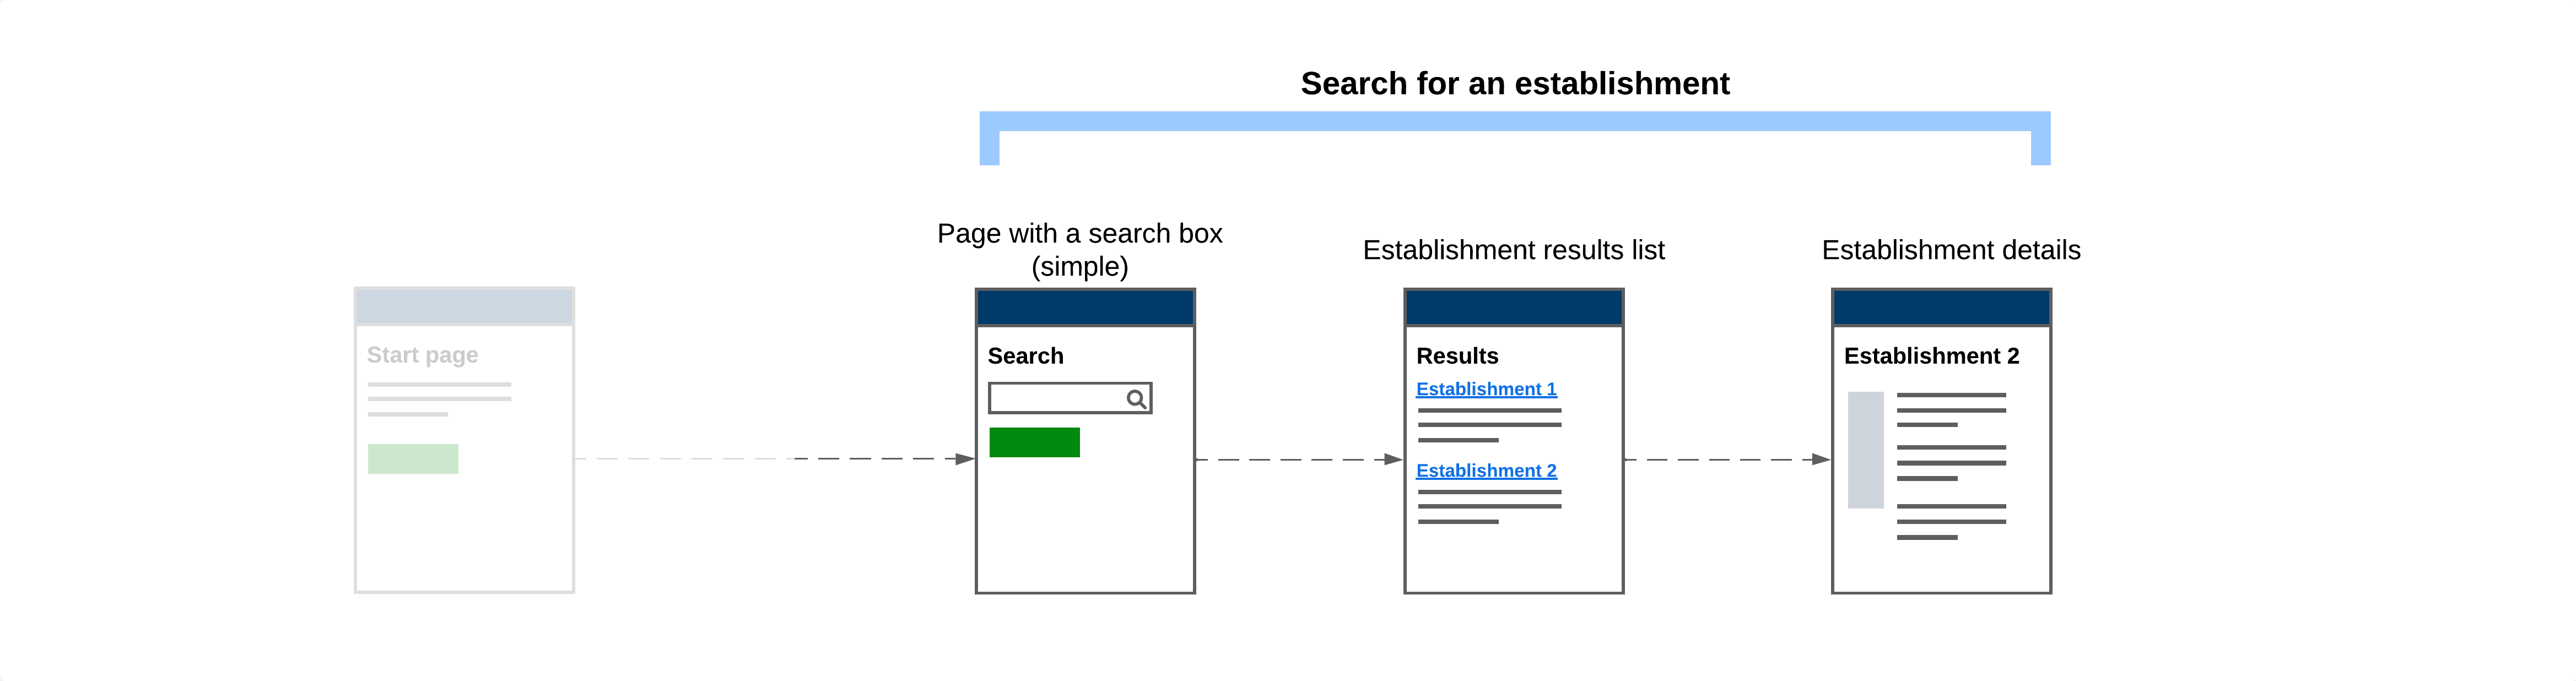 Search for an establishment
Page with a search box
(simple)
Establishment results list
Establishment details
Start page
Search
Results
Establishment 1
Establishment 2
Establishment 2